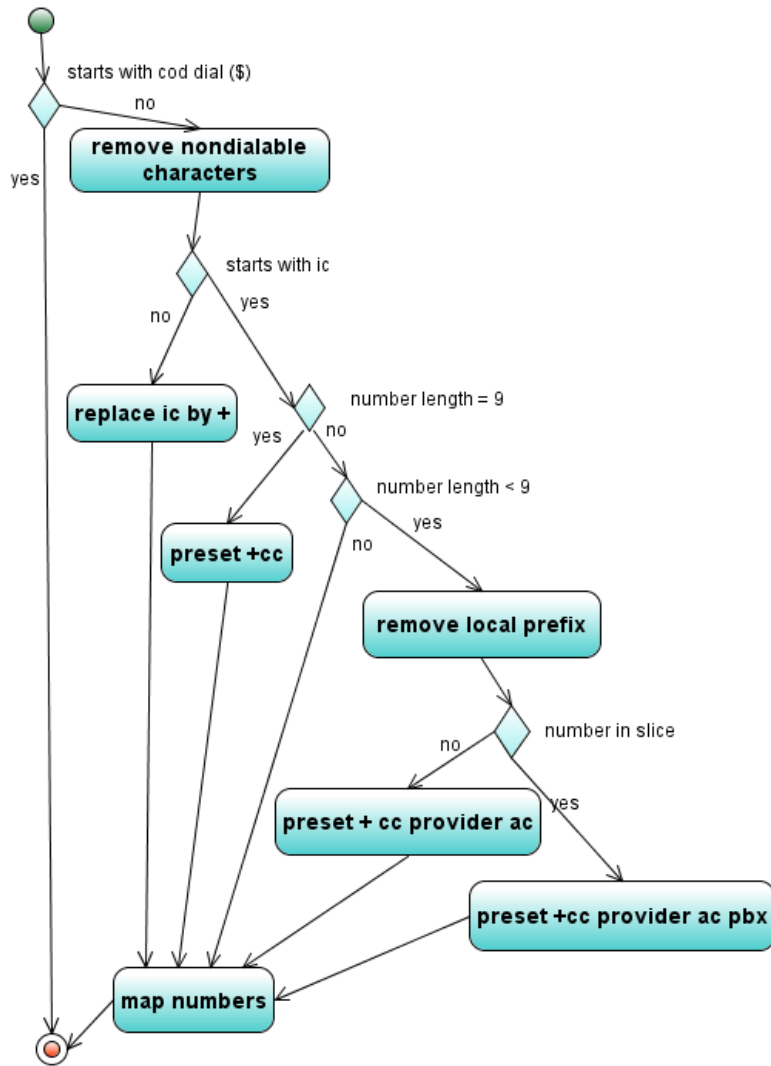 starts with cod dial ($)
no
remove nondialable
characters
yes
starts with ic
yes
no
replace ic by +
number length = 9
yes
no
number length < 9
yes
no
preset +cc
remove local prefix
number in slice
no
preset + cc provider ac
yes
preset +cc provider ac pbx
map numbers